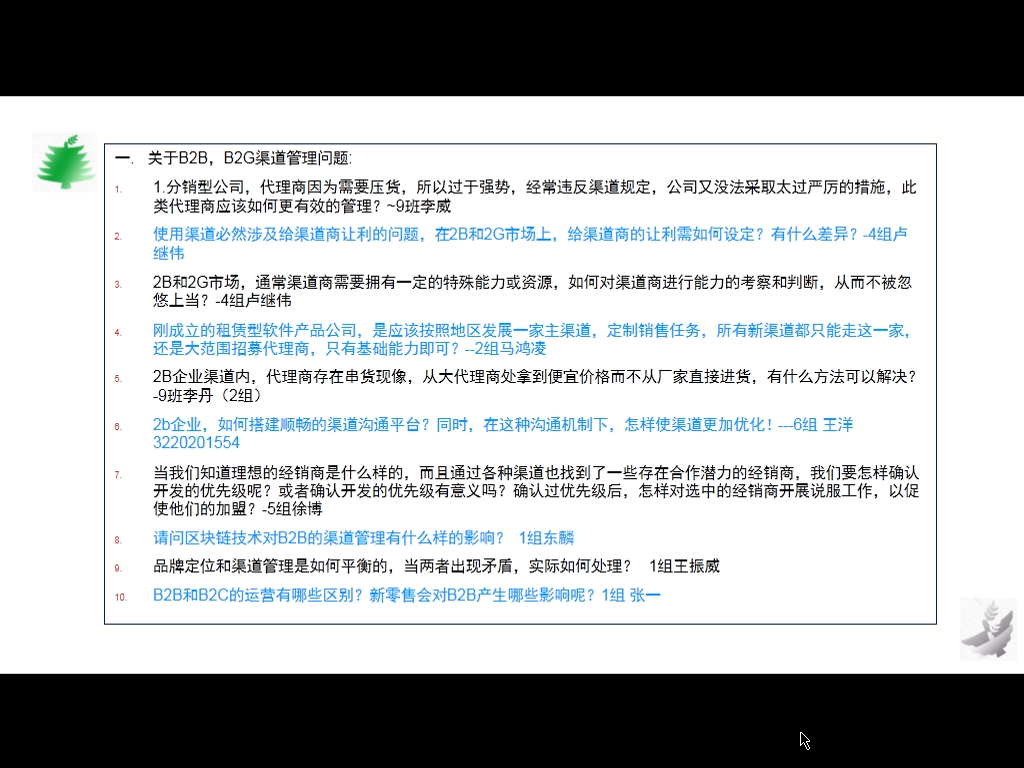 一. 关于B2B，B2G渠道管理问题:
1. 1.分销型公司，代理商因为需要压货，所以过于强势，经常违反渠道规定，公司又没法采取太过严厉的措施，此
类代理商应该如何更有效的管理？~9班李威
2. 使用渠道必然涉及给渠道商让利的问题，在2B和2G市场上，给渠道商的让利需如何设定？有什么差异？-4组卢
继伟
3. 2B和2G市场，通常渠道商需要拥有一定的特殊能力或资源，如何对渠道商进行能力的考察和判断，从而不被忽
悠上当？-4组卢继伟
4. 刚成立的租赁型软件产品公司，是应该按照地区发展一家主渠道，定制销售任务，所有新渠道都只能走这一家，
还是大范围招募代理商，只有基础能力即可？--2组马鸿凌
5. 2B企业渠道内，代理商存在串货现像，从大代理商处拿到便宜价格而不从厂家直接进货，有什么方法可以解决？
-9班李丹（2组）
6. 2b企业，如何搭建顺畅的渠道沟通平台？同时，在这种沟通机制下，怎样使渠道更加优化！---6组 王洋
3220201554
7. 当我们知道理想的经销商是什么样的，而且通过各种渠道也找到了一些存在合作潜力的经销商，我们要怎样确认
开发的优先级呢？或者确认开发的优先级有意义吗？确认过优先级后，怎样对选中的经销商开展说服工作，以促
使他们的加盟？-5组徐博
8. 请问区块链技术对B2B的渠道管理有什么样的影响？ 1组东麟
9. 品牌定位和渠道管理是如何平衡的，当两者出现矛盾，实际如何处理？ 1组王振威
10. B2B和B2C的运营有哪些区别？新零售会对B2B产生哪些影响呢？1组 张一